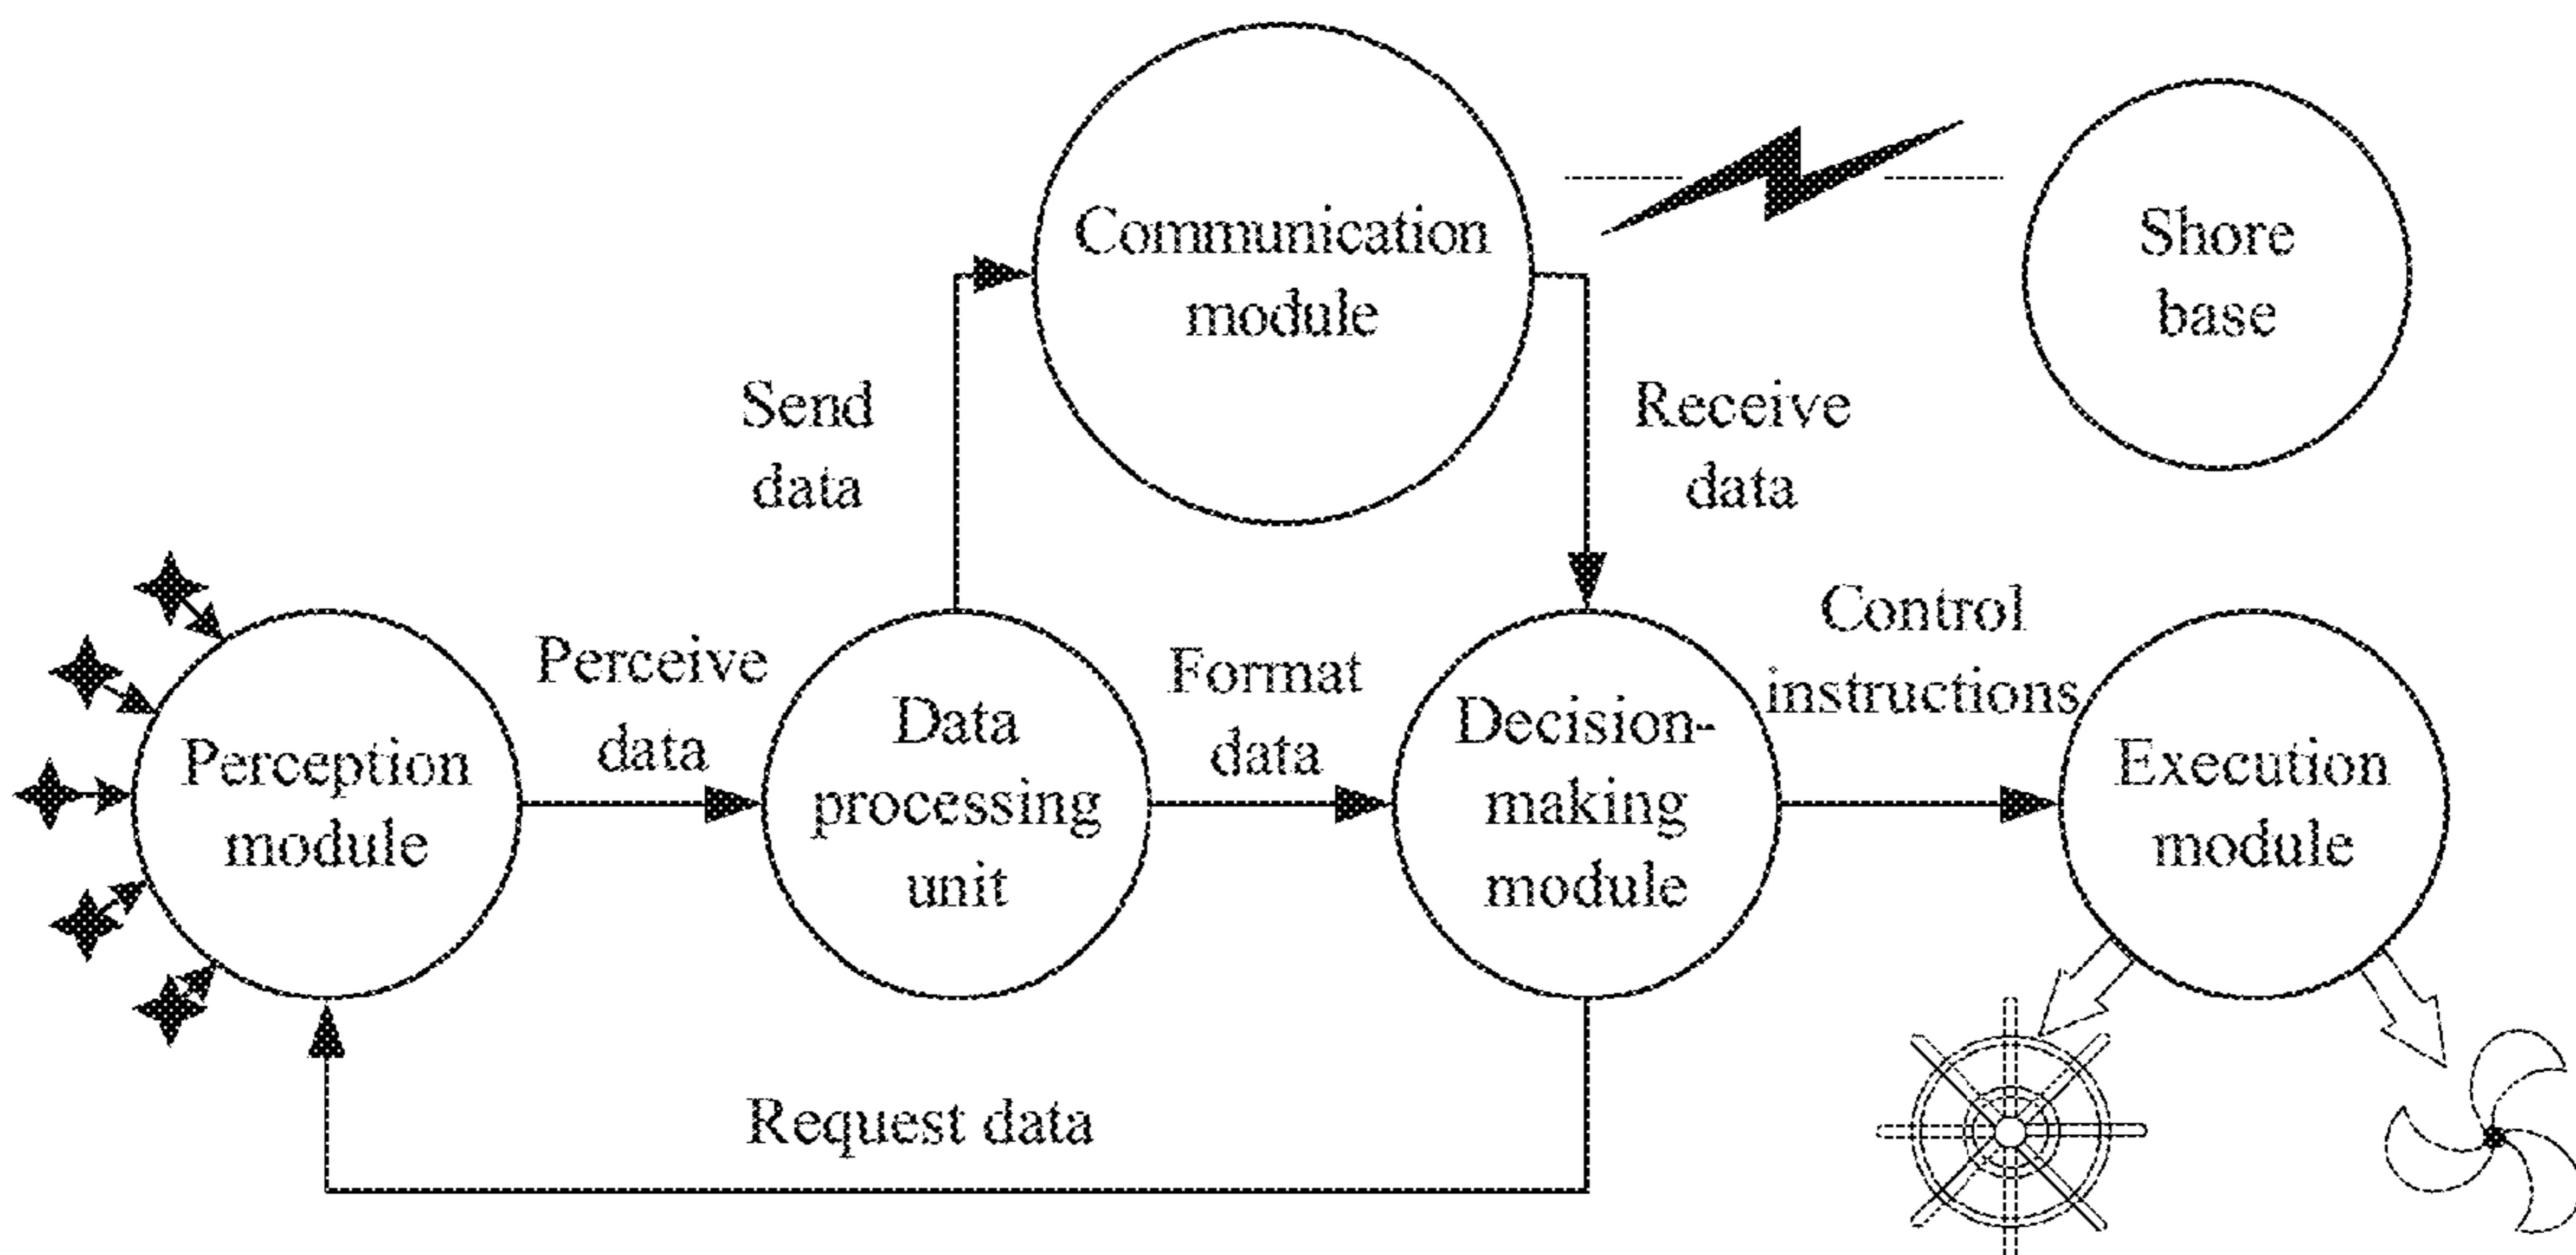 Communication
module
Shore
base
Send
data
Receive
data
Perception
module
Perceive
data
Data
processing
unit
Format
data
Decision-
making
module
Control
instructions
Execution
module
Request data